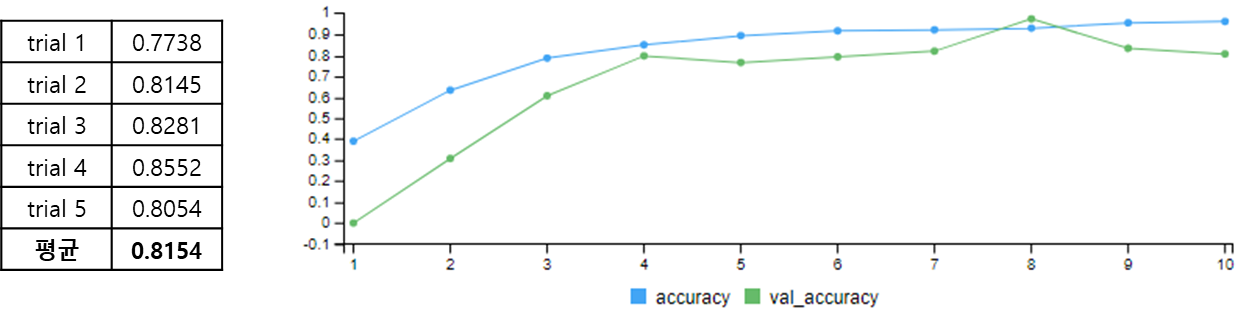 trial 1 0.7738
trial 2 0.8145
trial 3 0.8281
trial 4 0.8552
trial 5 0.8054
평균 0.8154
1
0.9
0.8
0.7
0.6
0.5
0.4
0.3
0.2
0.1
0
-0.1
1 2 3 4 5 6 7 8 9 10
accuracy val_accuracy